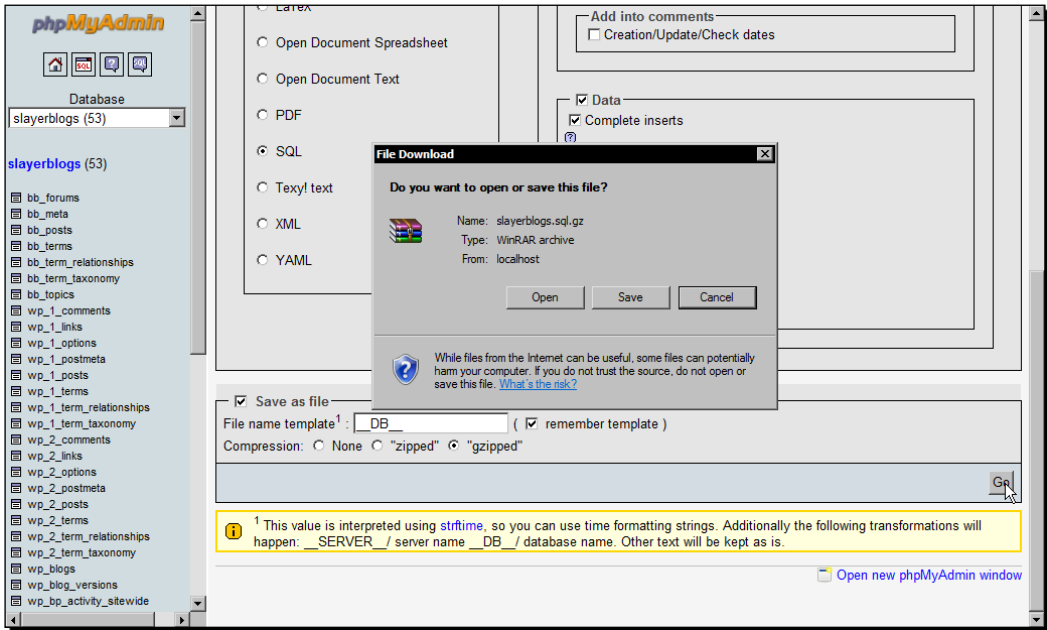 phpMyAdmin
SQL
SQL
Database
slayerblogs (53)
slayerblogs (53)
bb_forums
bb_meta
bb_posts
bb_terms
bb_term_relationships
bb_term_taxonomy
bb_topics
wp_1_comments
wp_1_links
wp_1_options
wp_1_postmeta
wp_1_posts
wp_1_terms
wp_1_term_relationships
wp_1_term_taxonomy
wp_2_comments
wp_2_links
wp_2_options
wp_2_postmeta
wp_2_posts
wp_2_terms
wp_2_term_relationships
wp_2_term_taxonomy
wp_blogs
wp_blog_versions
wp_bp_activity_sitewide
LaTeX
Open Document Spreadsheet
Open Document Text
PDF
SQL
Texy! text
XML
YAML
Add into comments
Creation/Update/Check dates
Data
Complete inserts
File Download
Do you want to open or save this file?
Name: slayerblogs.sql.gz
Type: WinRAR archive
From: localhost
Open Save Cancel
While files from the Internet can be useful, some files can potentially
harm your computer. If you do not trust the source, do not open or
save this file. What's the risk?
Save as file
File name template1 : __DB__ ( remember template )
Compression: None "zipped" "gzipped"
Go
1 This value is interpreted using strftime, so you can use time formatting strings. Additionally the following transformations will
happen: __SERVER__/ server name __DB__/ database name. Other text will be kept as is.
Open new phpMyAdmin window